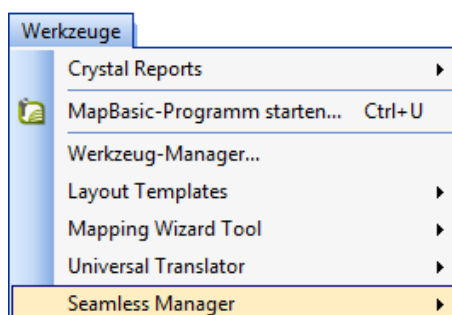 Werkzeuge
Crystal Reports
MapBasic-Programm starten... Ctrl+U
Werkzeug-Manager...
Layout Templates
Mapping Wizard Tool
Universal Translator
Seamless Manager